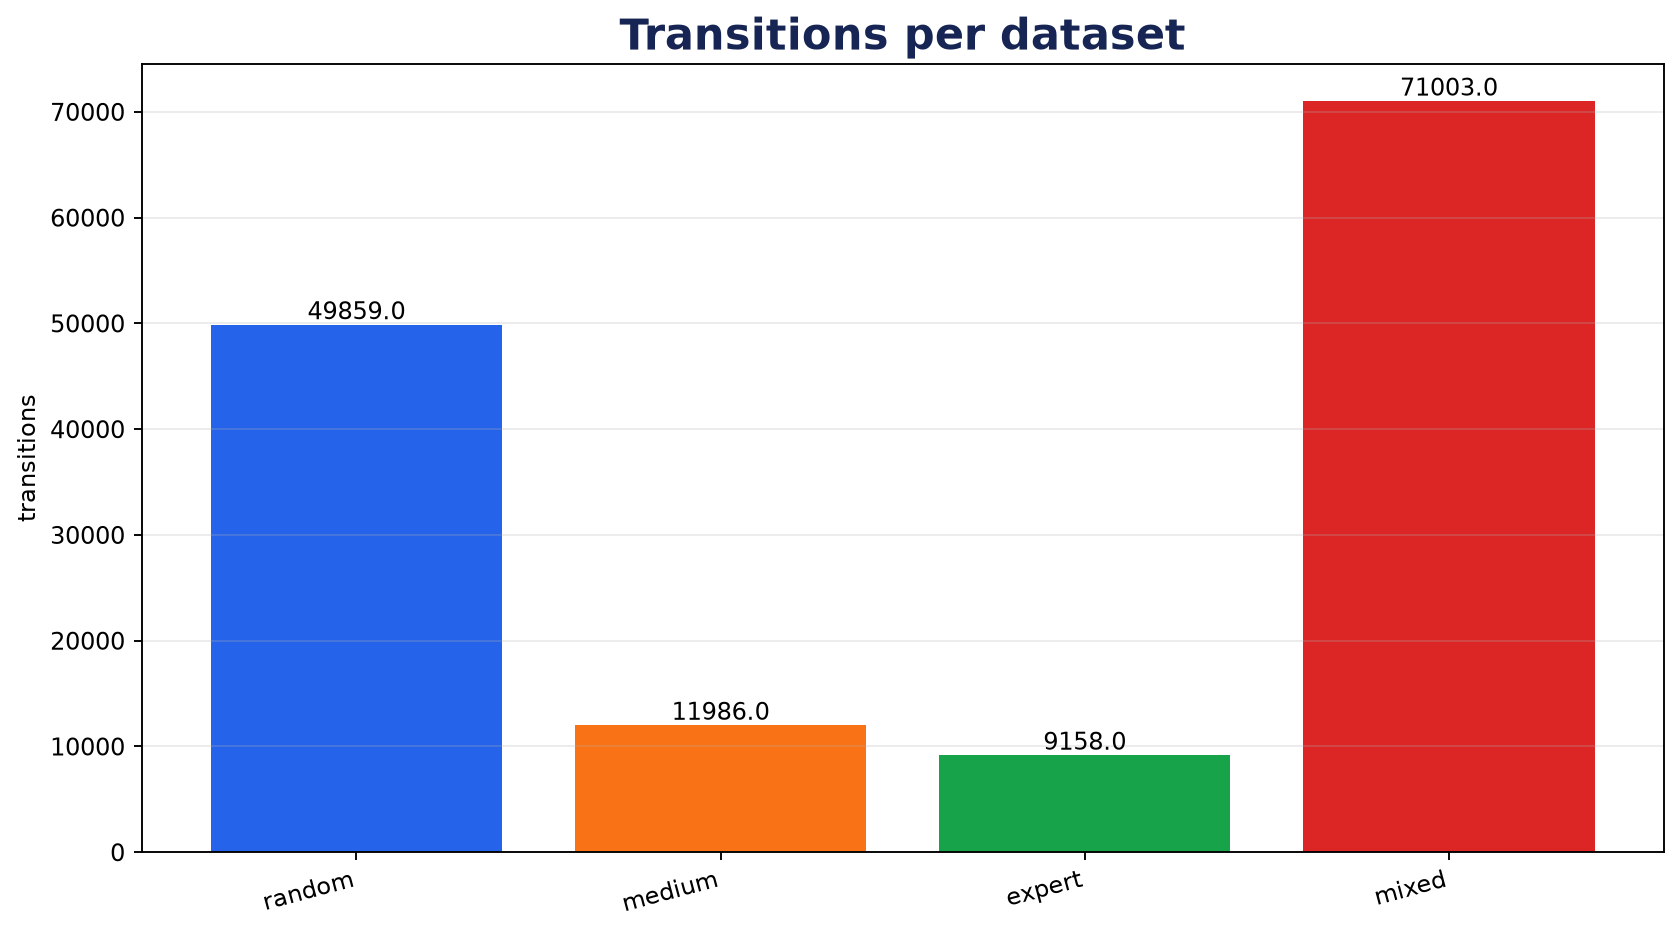 Transitions per dataset
transitions
70000
60000
50000
40000
30000
20000
10000
0
49859.0
11986.0
9158.0
71003.0
random
medium
expert
mixed